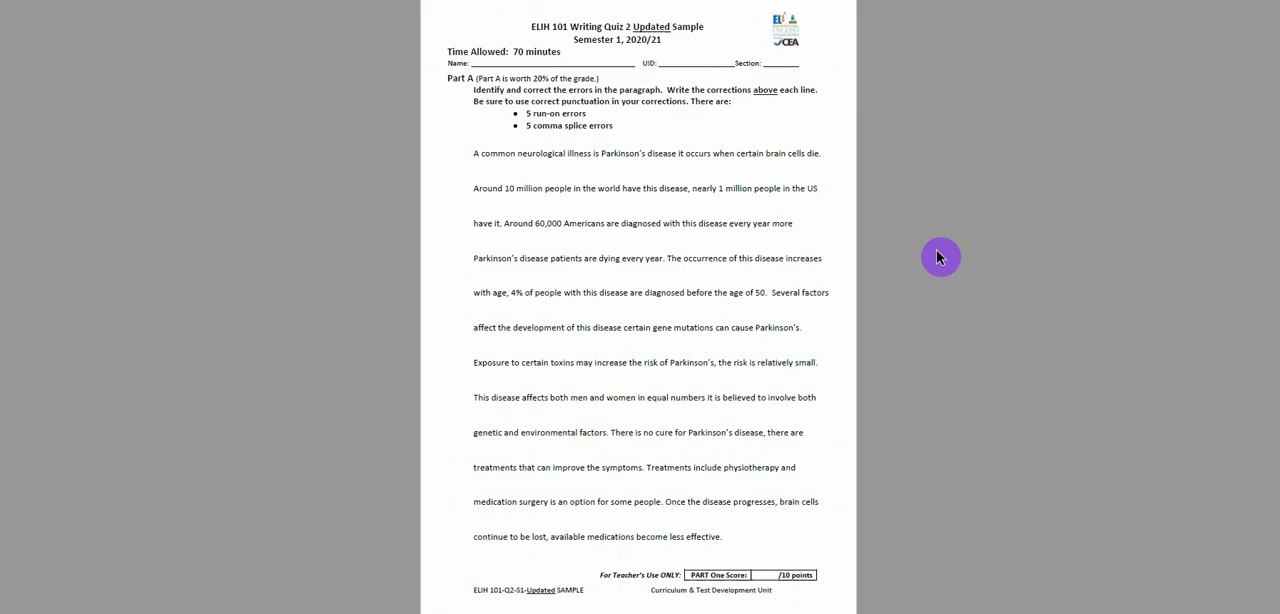 ELIH 101 Writing Quiz 2 Updated Sample
Semester 1, 2020/21
ELI
ENGLISH
CEA
Time Allowed: 70 minutes
Name: UID: Section:
Part A (Part A is worth 20% of the grade.)
Identify and correct the errors in the paragraph. Write the corrections above each line.
Be sure to use correct punctuation in your corrections. There are:
• 5 run-on errors
• 5 comma splice errors
A common neurological illness is Parkinson's disease it occurs when certain brain cells die.
Around 10 million people in the world have this disease, nearly 1 million people in the US
have it. Around 60,000 Americans are diagnosed with this disease every year more
Parkinson's disease patients are dying every year. The occurrence of this disease increases
with age, 4% of people with this disease are diagnosed before the age of 50. Several factors
affect the development of this disease certain gene mutations can cause Parkinson's.
Exposure to certain toxins may increase the risk of Parkinson's, the risk is relatively small.
This disease affects both men and women in equal numbers it is believed to involve both
genetic and environmental factors. There is no cure for Parkinson's disease, there are
treatments that can improve the symptoms. Treatments include physiotherapy and
medication surgery is an option for some people. Once the disease progresses, brain cells
continue to be lost, available medications become less effective.
For Teacher's Use ONLY: PART One Score: /10 points
ELIH 101-Q2-S1-Updated SAMPLE Curriculum & Test Development Unit